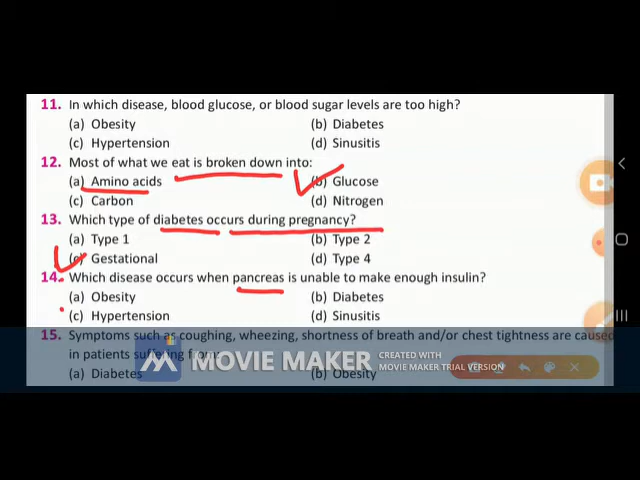 11. In which disease, blood glucose, or blood sugar levels are too high?
(a) Obesity (b) Diabetes
(c) Hypertension (d) Sinusitis
12. Most of what we eat is broken down into:
(a) Amino acids (b) Glucose
(c) Carbon (d) Nitrogen
13. Which type of diabetes occurs during pregnancy?
(a) Type 1 (b) Type 2
(c) Gestational (d) Type 4
14. Which disease occurs when pancreas is unable to make enough insulin?
(a) Obesity (b) Diabetes
(c) Hypertension (d) Sinusitis
15. Symptoms such as coughing, wheezing, shortness of breath and/or chest tightness are caused
in patients suffering from:
(a) Diabetes (b) Obesity
MOVIE MAKER
CREATED WITH
MOVIE MAKER TRIAL VERSION